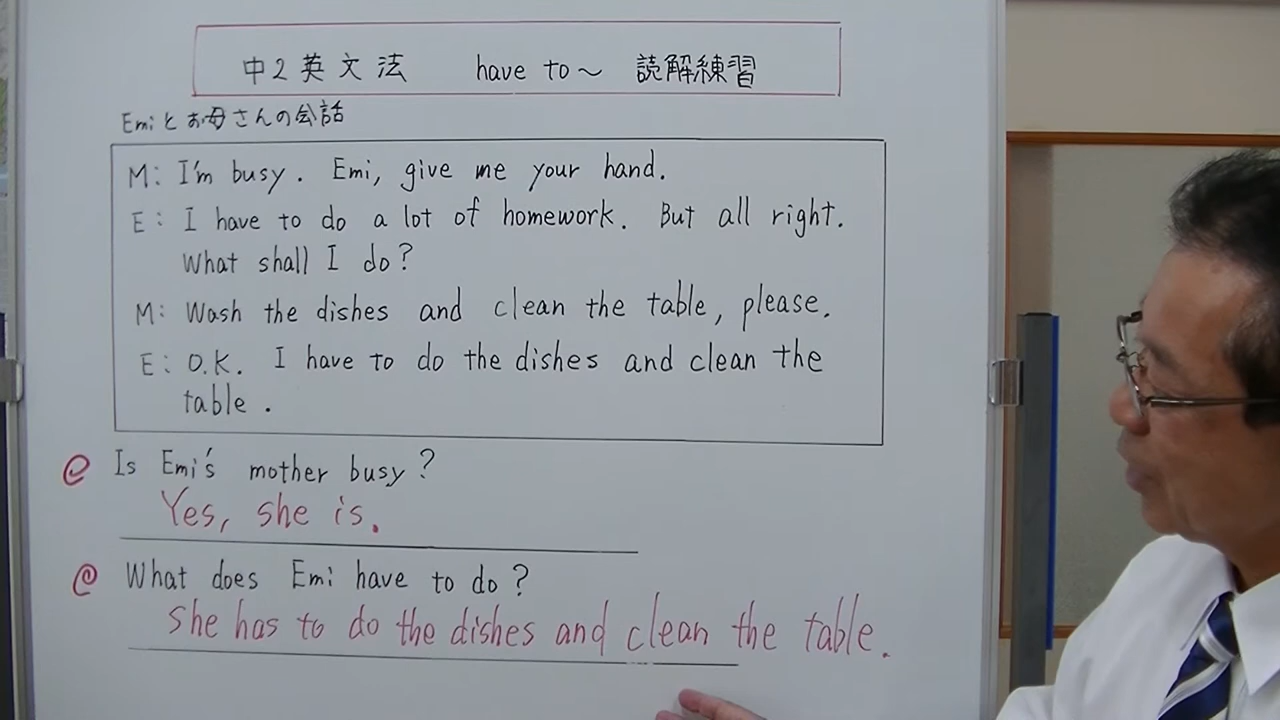 中2英文法 have to～ 読解練習
Emiとお母さんの会話
M: I'm busy. Emi, give me your hand.
E: I have to do a lot of homework. But all right.
What shall I do?
M: Wash the dishes and clean the table, please.
E: O.K. I have to do the dishes and clean the
table.
@ Is Emi's mother busy?
Yes, she is.
@ What does Emi have to do?
She has to do the dishes and clean the table.